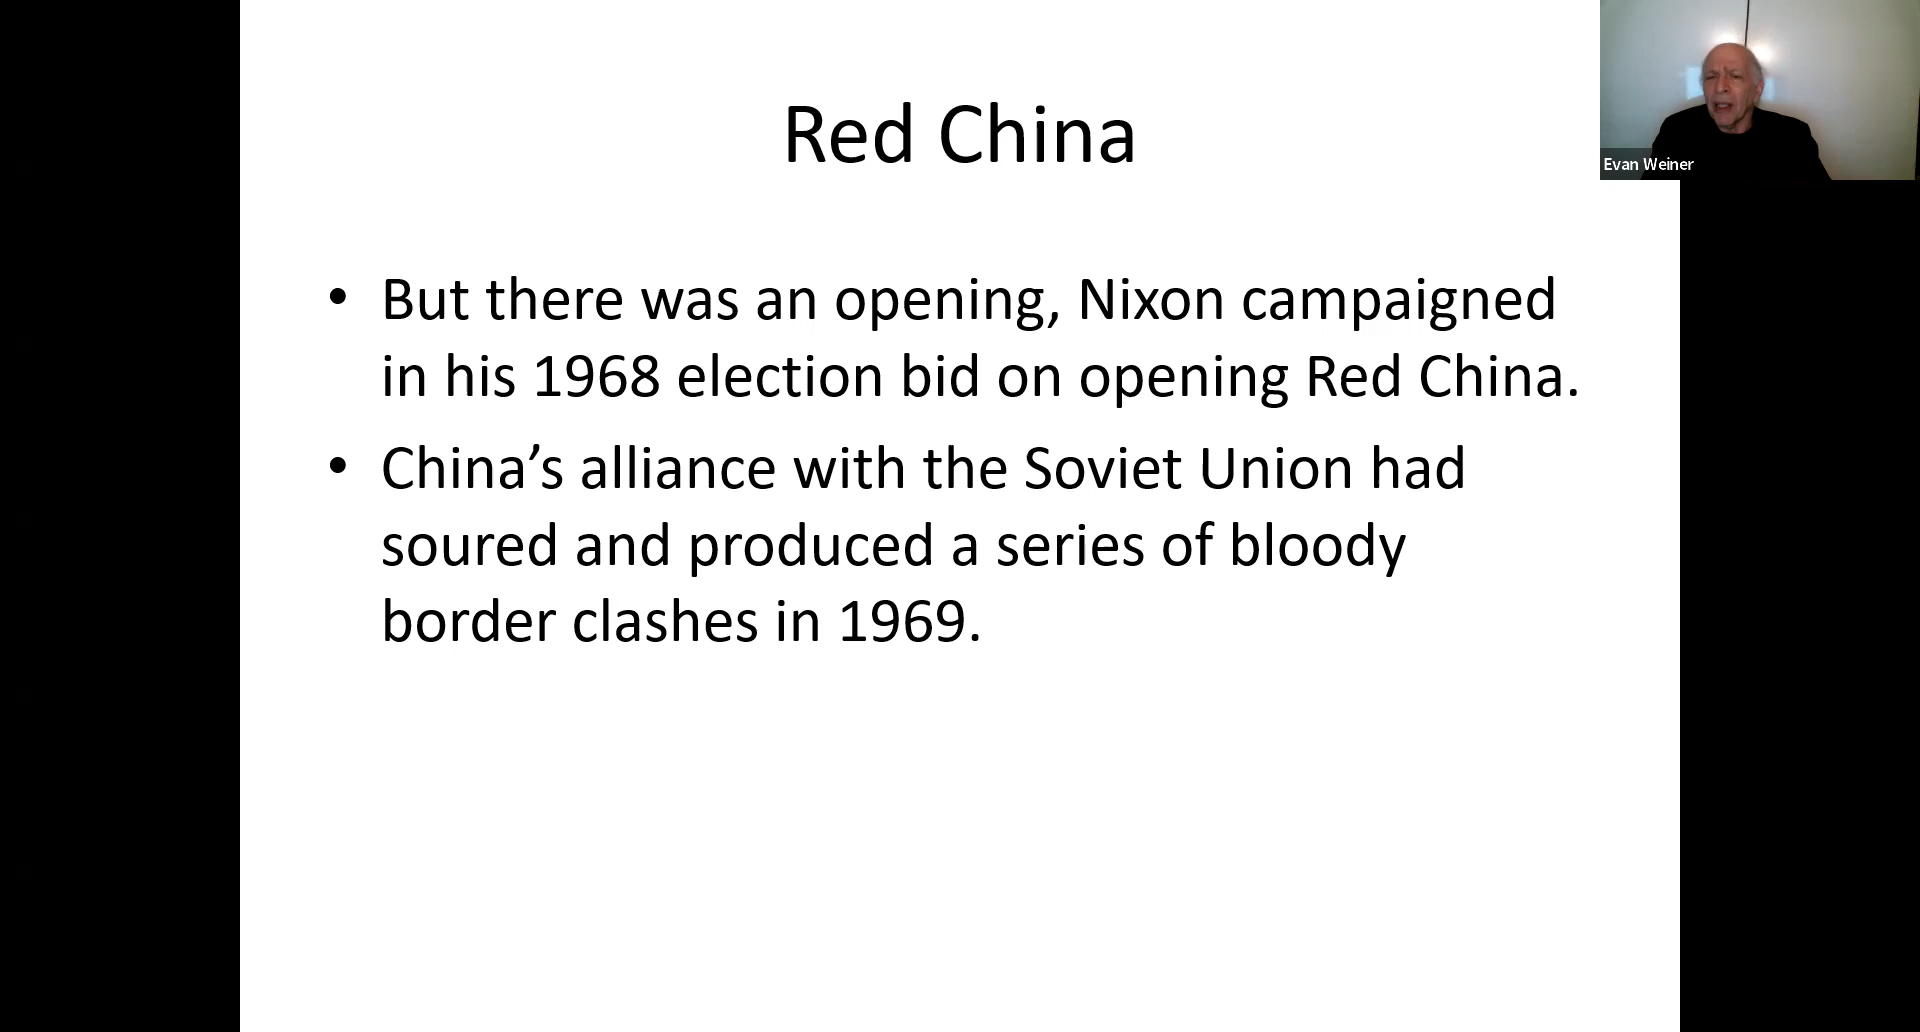 Red China
Evan Weiner
• But there was an opening, Nixon campaigned
in his 1968 election bid on opening Red China.
• China’s alliance with the Soviet Union had
soured and produced a series of bloody
border clashes in 1969.